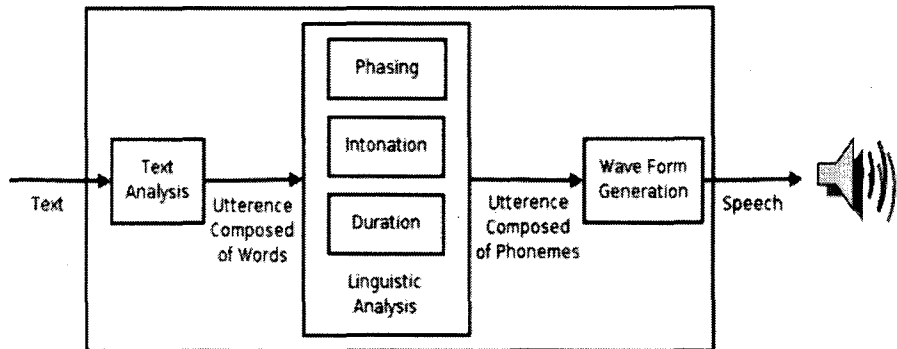 Text
Text
Analysis
Utterence
Composed
of Words
Phasing
Intonation
Duration
Linguistic
Analysis
Utterence
Composed
of Phonemes
Wave Form
Generation
Speech